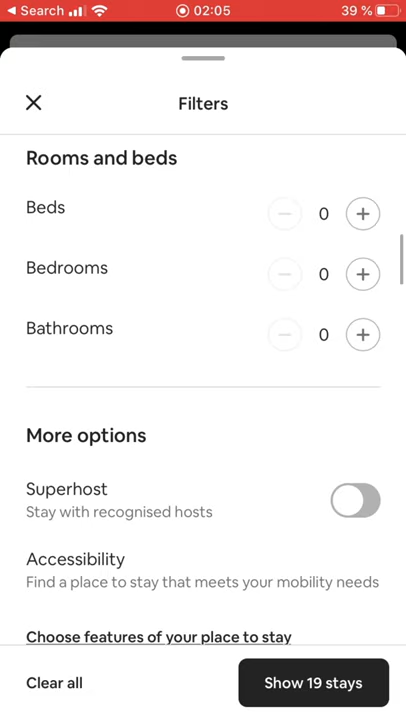 Search 02:05 39 %
Filters
Rooms and beds
Beds 0
Bedrooms 0
Bathrooms 0
More options
Superhost
Stay with recognised hosts
Accessibility
Find a place to stay that meets your mobility needs
Choose features of your place to stay
Clear all Show 19 stays